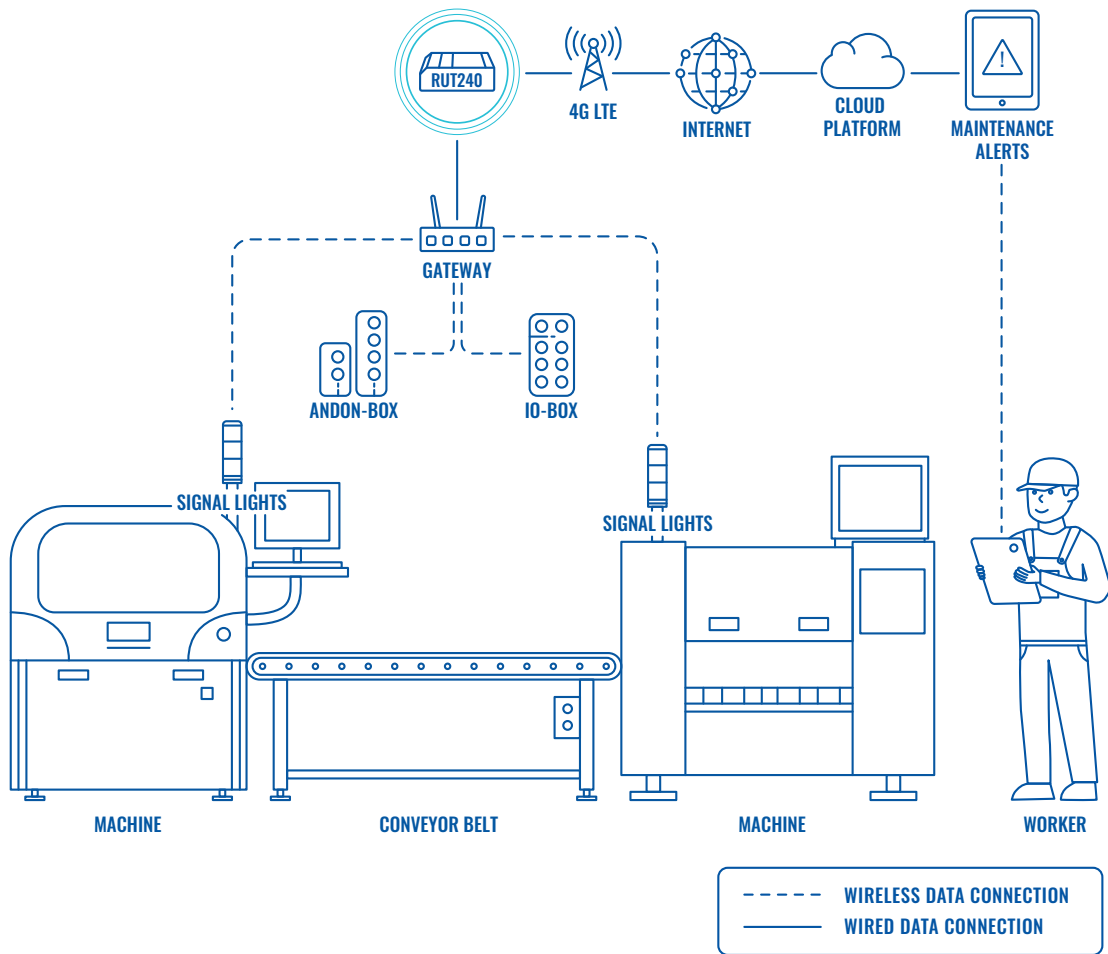 RUT240
4G LTE
INTERNET
CLOUD
PLATFORM
MAINTENANCE
ALERTS
GATEWAY
ANDON-BOX
IO-BOX
SIGNAL LIGHTS
SIGNAL LIGHTS
MACHINE
CONVEYOR BELT
MACHINE
WORKER
WIRELESS DATA CONNECTION
WIRED DATA CONNECTION